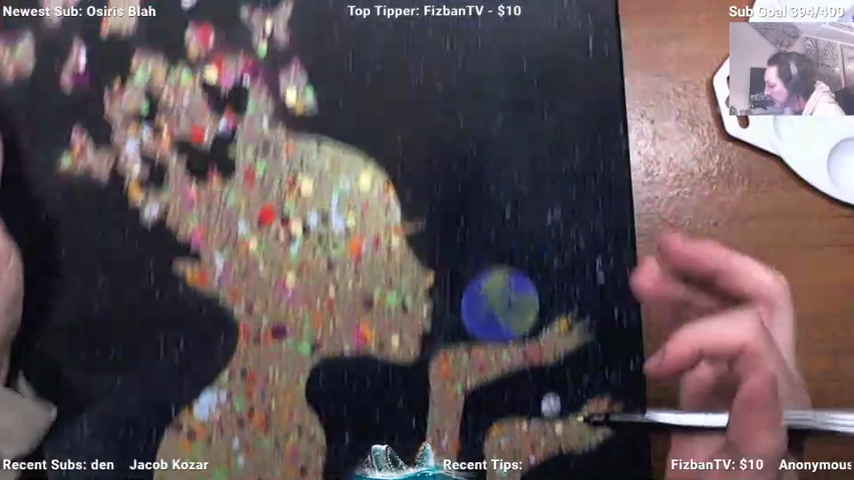 Newest Sub: Osiris Blah
Top Tipper: FizbanTV - $10
Sub Goal 394/400
Recent Subs: den Jacob Kozar
Recent Tips:
FizbanTV: $10 Anonymous